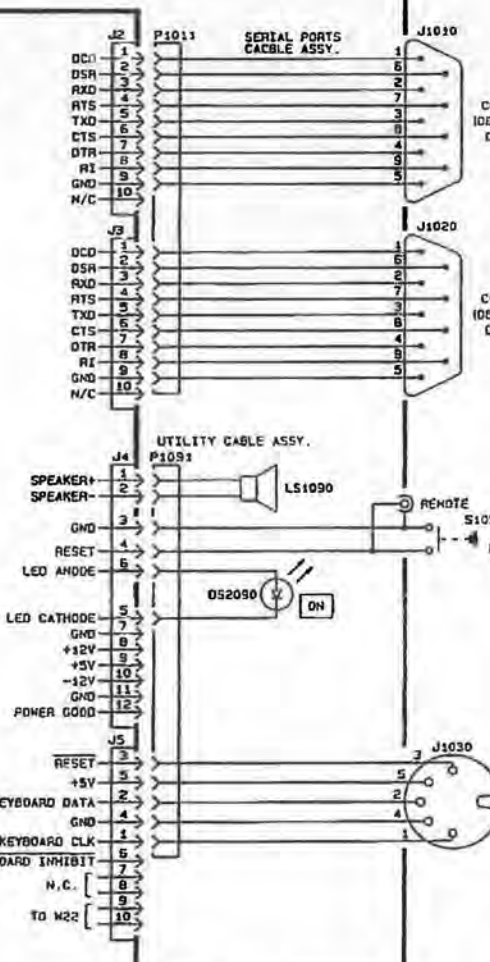 J2 P1011 SERIAL PORTS J1010
CACBLE ASSY.
DCD 1 1
DSR 2 6
RXD 3 2
RTS 4 7
TXD 5 3
CTS 6 8
DTR 7 4
RI 8 9
GND 9 5
N/C 10
J3 J1020
DCD 1 1
DSR 2 6
RXD 3 2
RTS 4 7
TXD 5 3
CTS 6 8
DTR 7 4
RI 8 9
GND 9 5
N/C 10
UTILITY CABLE ASSY.
J4 P1091
SPEAKER+ 1
SPEAKER- 2 LS1090
REMOTE
GND 3
RESET 4
LED ANODE 6
DS2090 ON
LED CATHODE 5
GND 7
+12V 8
+5V 9
-12V 10
GND 11
POWER GOOD 12
J5 J1030
RESET 3 3
+5V 5 5
EYBOARD DATA 2 2
GND 4 4
KEYBOARD CLK 1 1
OARD INHIBIT 6
N.C. 7
8
TO W22 9
10